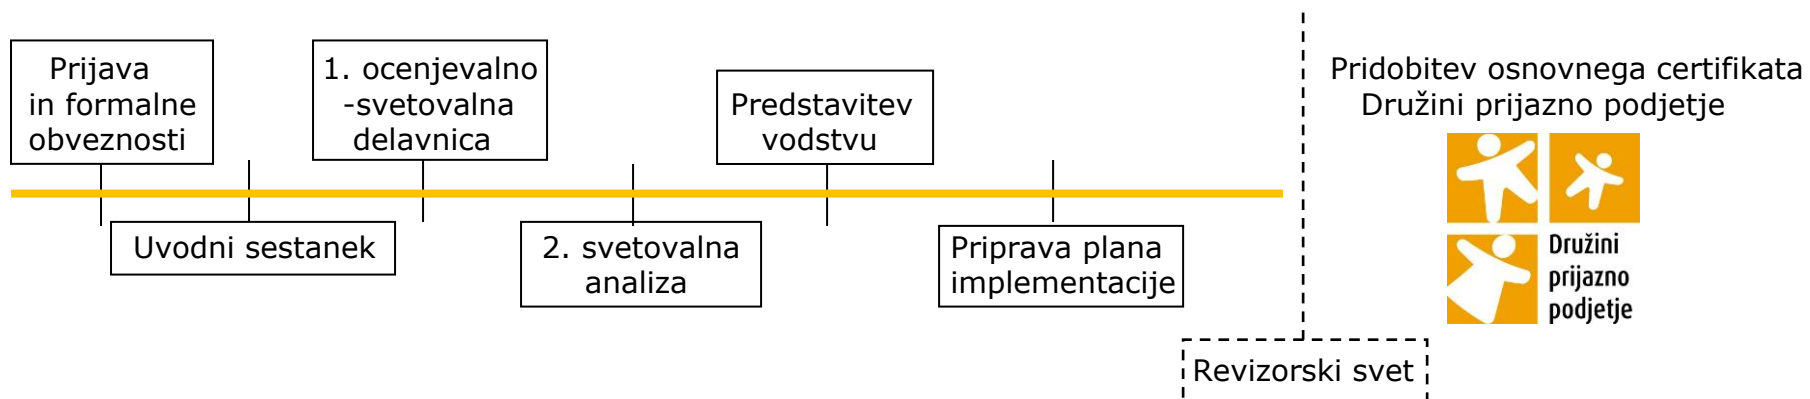 Prijava
in formalne
obveznosti
Uvodni sestanek
1. ocenjevalno
-svetovalna
delavnica
2. svetovalna
analiza
Predstavitev
vodstvu
Priprava plana
implementacije
Revizorski svet
Pridobitev osnovnega certifikata
Družini prijazno podjetje
Družini
prijazno
podjetje